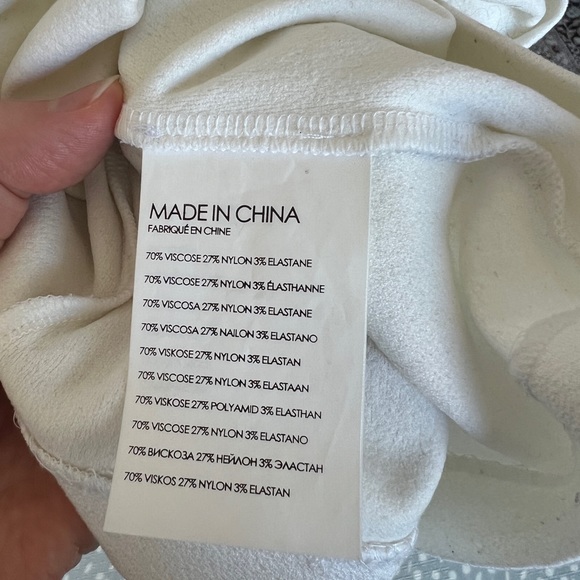 MADE IN CHINA
FABRIQUÉ EN CHINE
70% VISCOSE 27% NYLON 3% ELASTANE
70% VISCOSE 27% NYLON 3% ÉLASTHANNE
70% VISCOSA 27% NYLON 3% ELASTANE
70% VISCOSA 27% NAILON 3% ELASTANO
70% VISKOSE 27% NYLON 3% ELASTAN
70% VISCOSE 27% NYLON 3% ELASTAAN
70% VISKOSE 27% POLYAMID 3% ELASTHAN
70% VISCOSE 27% NYLON 3% ELASTANO
70% ВИСКОЗА 27% НЕЙЛОН 3% ЭЛАСТАН
70% VISKOS 27% NYLON 3% ELASTAN